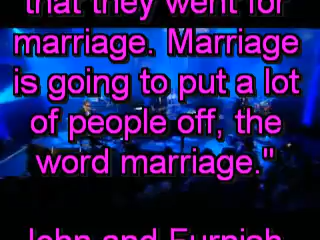 that they went for
marriage. Marriage
is going to put a lot
of people off, the
word marriage."
John and Furnish